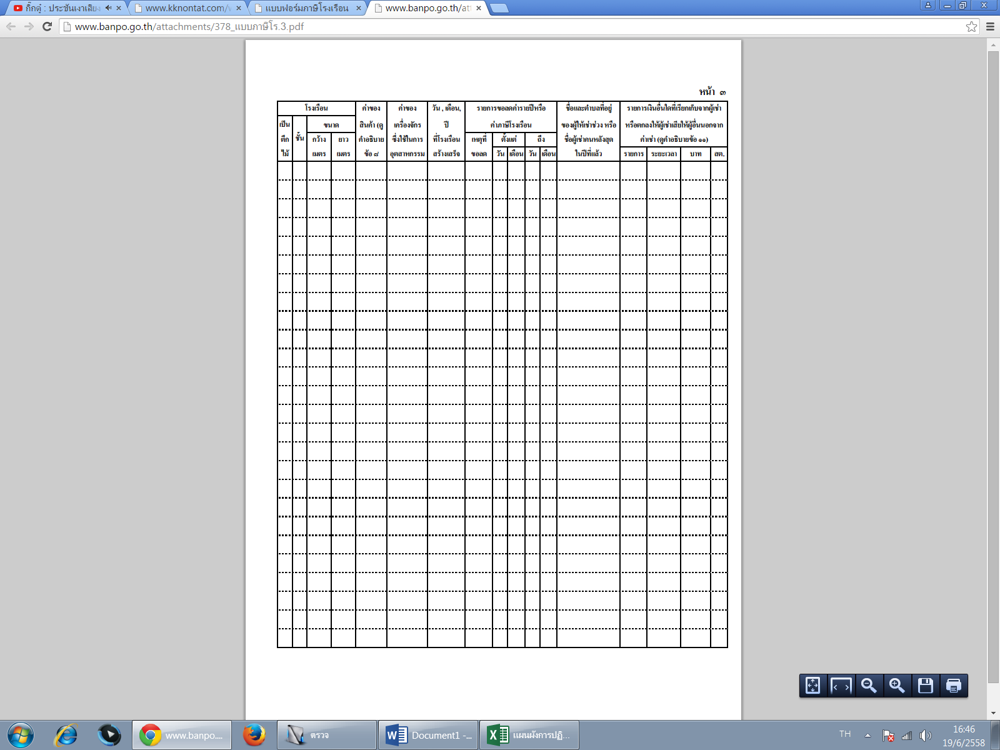 กิ๊กตุ๋ : ประชันเงาเสียง
www.kknontat.com/
แบบฟอร์มภาษีโรงเรือน
www.banpo.go.th/att
www.banpo.go.th/attachments/378_แบบภาษีโร.3.pdf
หน้า ๓
โรงเรือน
เป็น
ตึก
ไม้
ชั้น
ขนาด
กว้าง
เมตร
ยาว
เมตร
ค่าของ
สินค้า (ดู
คำอธิบาย
ข้อ ๘
ค่าของ
เครื่องจักร
ซึ่งใช้ในการ
อุตสาหกรรม
วัน , เดือน,
ปี
ที่โรงเรือน
สร้างเสร็จ
รายการขอลดค่ารายปีหรือ
ค่าภาษีโรงเรือน
เหตุที่
ขอลด
ตั้งแต่
วัน เดือน
ถึง
วัน เดือน
ชื่อและตำบลที่อยู่
ของผู้ให้เช่าช่วง หรือ
ชื่อผู้เช่าคนหลังสุด
ในปีที่แล้ว
รายการเงินอื่นใดที่เรียกเก็บจากผู้เช่า
หรือตกลงให้ผู้เช่าเสียให้ผู้อื่นนอกจาก
ค่าเช่า (ดูคำอธิบายข้อ ๑๑)
รายการ ระยะเวลา บาท สต.
www.banpo....
ตรวจ
Document1 -...
แผนผังการปฏิ...
TH
16:46
19/6/2558